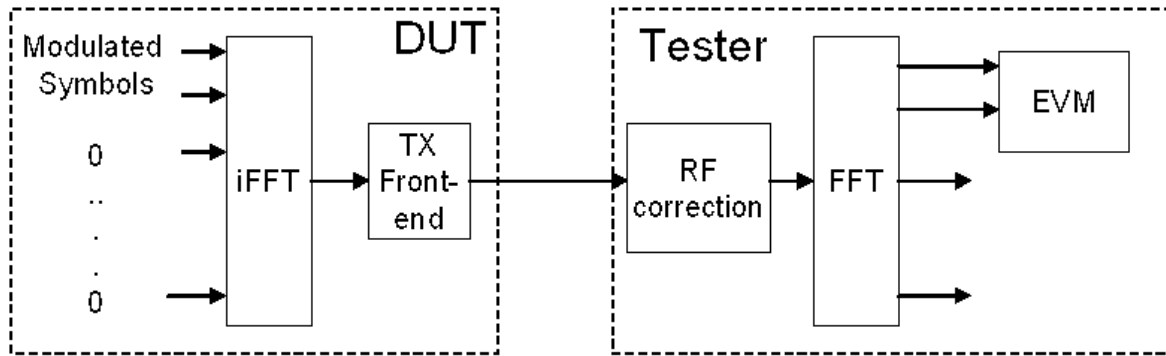 DUT
Modulated
Symbols
0
..
.
.
0
iFFT
TX
Front-
end
Tester
RF
correction
FFT
EVM